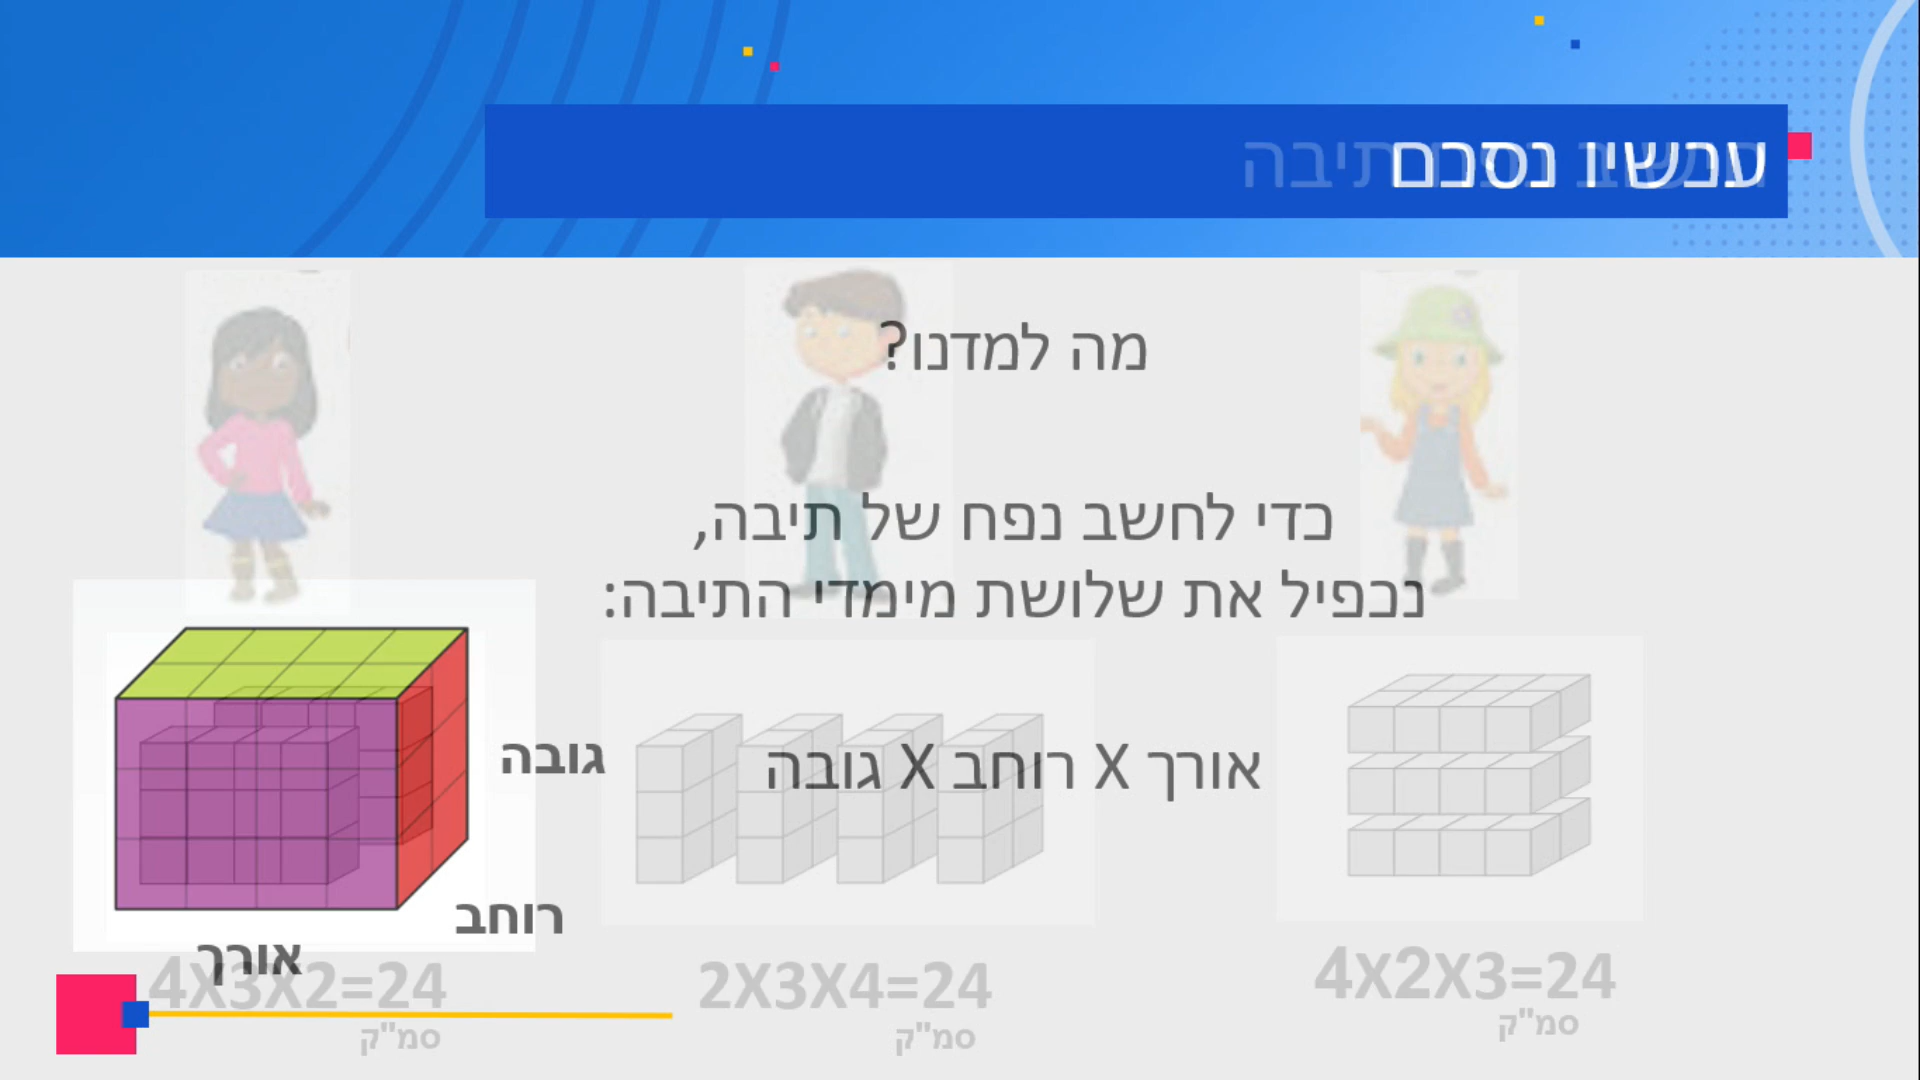 עכשיו נסכם
מה למדנו?
כדי לחשב נפח של תיבה,
נכפיל את שלושת מימדי התיבה:
אורך X רוחב X גובה
גובה
רוחב
אורך
4X2X3=24
סמ"ק
2X3X4=24
סמ"ק
4X3X2=24
סמ"ק
תיבה